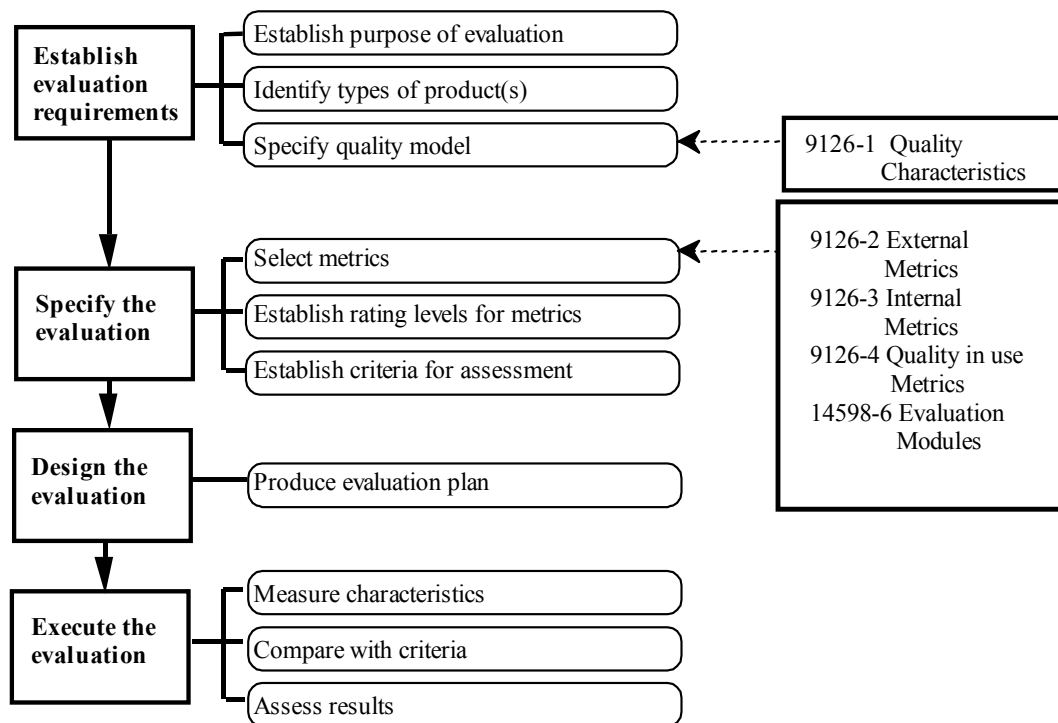 Establish
evaluation
requirements
Establish purpose of evaluation
Identify types of product(s)
Specify quality model
9126-1 Quality
Characteristics
Specify the
evaluation
Select metrics
Establish rating levels for metrics
Establish criteria for assessment
9126-2 External
Metrics
9126-3 Internal
Metrics
9126-4 Quality in use
Metrics
14598-6 Evaluation
Modules
Design the
evaluation
Produce evaluation plan
Execute the
evaluation
Measure characteristics
Compare with criteria
Assess results